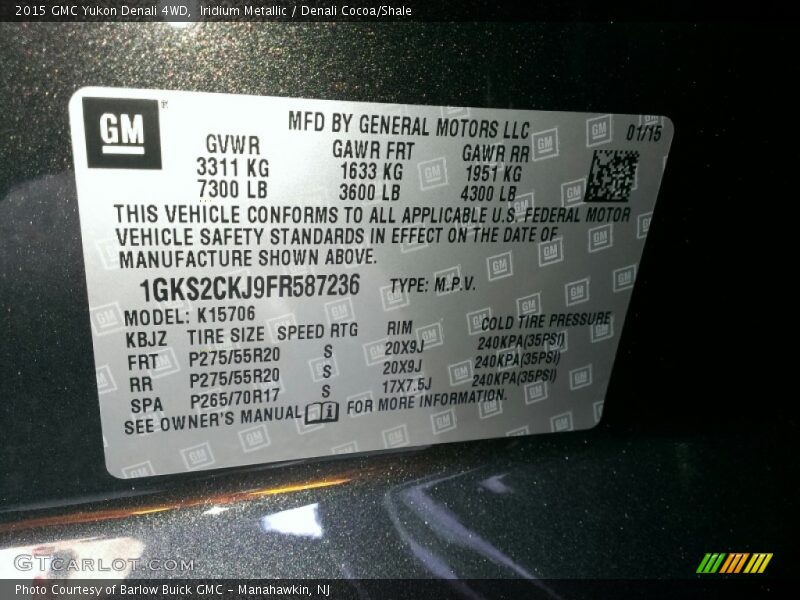 2015 GMC Yukon Denali 4WD, Iridium Metallic / Denali Cocoa/Shale
GM
MFD BY GENERAL MOTORS LLC 01/15
GVWR GAWR FRT GAWR RR
3311 KG 1633 KG 1951 KG
7300 LB 3600 LB 4300 LB
THIS VEHICLE CONFORMS TO ALL APPLICABLE U.S. FEDERAL MOTOR
VEHICLE SAFETY STANDARDS IN EFFECT ON THE DATE OF
MANUFACTURE SHOWN ABOVE.
1GKS2CKJ9FR587236 TYPE: M.P.V.
MODEL: K15706
KBJZ TIRE SIZE SPEED RTG RIM COLD TIRE PRESSURE
FRT P275/55R20 S 20X9J 240KPA(35PSI)
RR P275/55R20 S 20X9J 240KPA(35PSI)
SPA P265/70R17 S 17X7.5J 240KPA(35PSI)
SEE OWNER'S MANUAL FOR MORE INFORMATION.
GTCARLOT.COM
Photo Courtesy of Barlow Buick GMC - Manahawkin, NJ